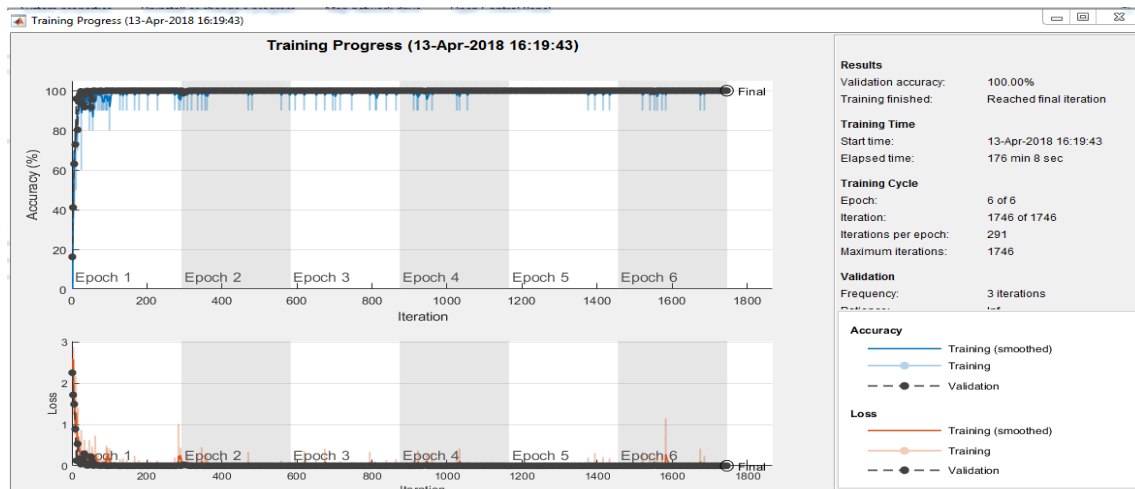 Training Progress (13-Apr-2018 16:19:43)
Training Progress (13-Apr-2018 16:19:43)
Accuracy (%)
100
80
60
40
20
0
Final
Epoch 1 Epoch 2 Epoch 3 Epoch 4 Epoch 5 Epoch 6
0 200 400 600 800 1000 1200 1400 1600 1800
Iteration
Loss
3
2
1
0
Final
Epoch 1 Epoch 2 Epoch 3 Epoch 4 Epoch 5 Epoch 6
0 200 400 600 800 1000 1200 1400 1600 1800
Iteration
Results
Validation accuracy: 100.00%
Training finished: Reached final iteration
Training Time
Start time: 13-Apr-2018 16:19:43
Elapsed time: 176 min 8 sec
Training Cycle
Epoch: 6 of 6
Iteration: 1746 of 1746
Iterations per epoch: 291
Maximum iterations: 1746
Validation
Frequency: 3 iterations
Accuracy
Training (smoothed)
Training
Validation
Loss
Training (smoothed)
Training
Validation